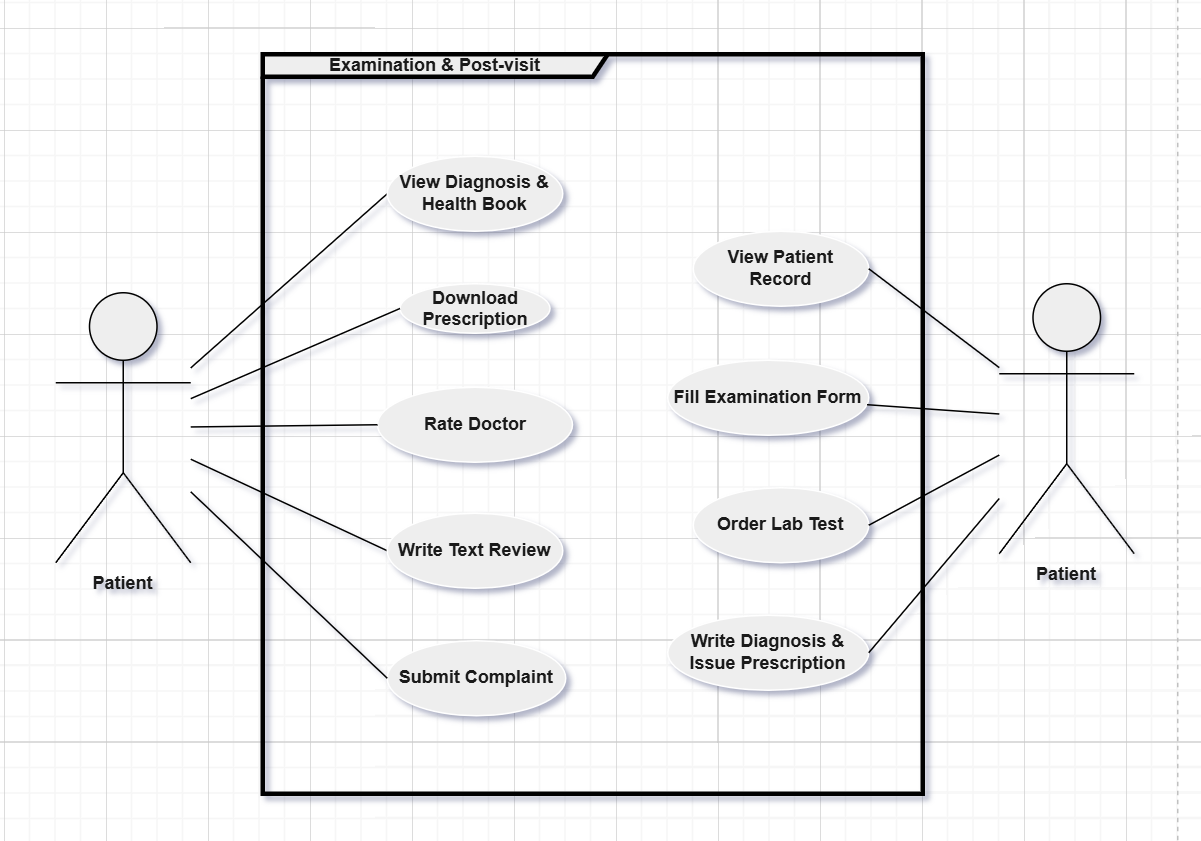 Examination & Post-visit
View Diagnosis &
Health Book
Download
Prescription
Rate Doctor
Write Text Review
Submit Complaint
Patient
View Patient
Record
Fill Examination Form
Order Lab Test
Write Diagnosis &
Issue Prescription
Patient